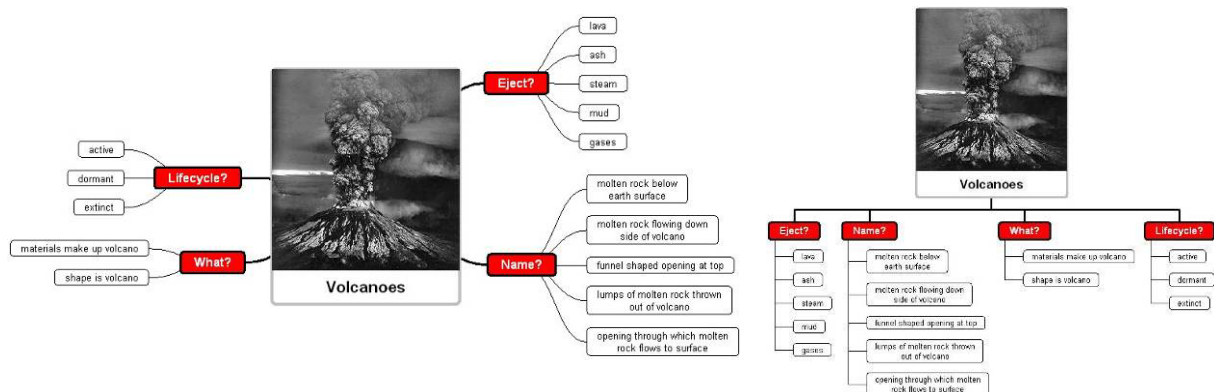 lava
ash
Eject?
steam
mud
gases
active
Lifecycle?
dormant
extinct
materials make up volcano
What?
shape is volcano
Volcanoes
molten rock below
earth surface
molten rock flowing down
side of volcano
Name?
funnel shaped opening at top
lumps of molten rock thrown
out of volcano
opening through which molten
rock flows to surface
Volcanoes
Eject?
lava
ash
steam
mud
gases
Name?
molten rock below
earth surface
molten rock flowing down
side of volcano
funnel shaped opening at top
lumps of molten rock thrown
out of volcano
opening through which molten
rock flows to surface
What?
materials make up volcano
shape is volcano
Lifecycle?
active
dormant
extinct